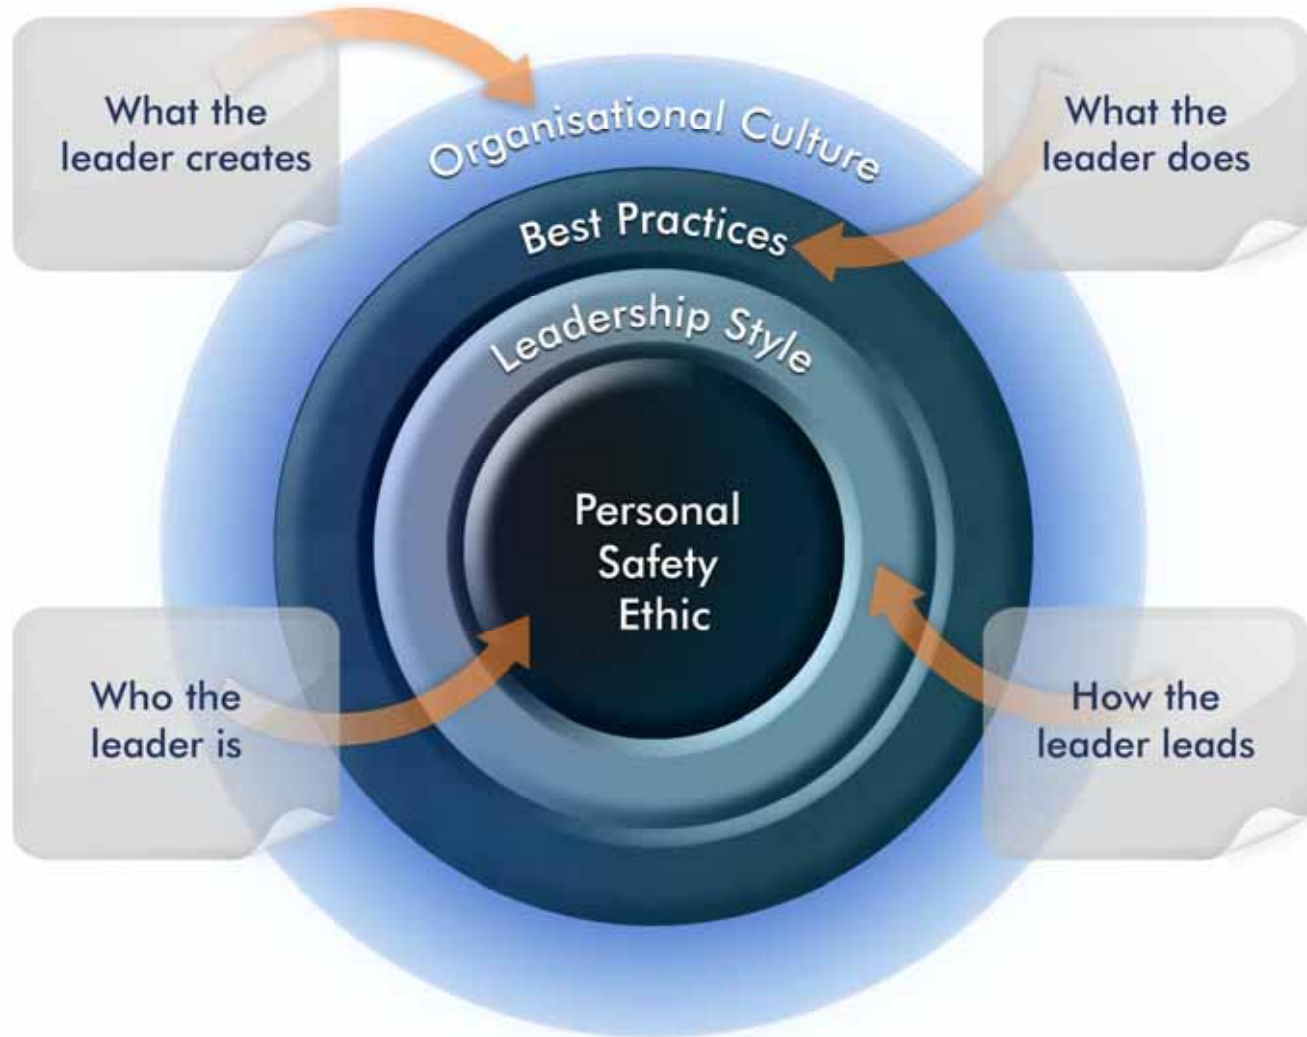 What the
leader creates
Organisational Culture
What the
leader does
Best Practices
Leadership Style
Personal
Safety
Ethic
Who the
leader is
How the
leader leads